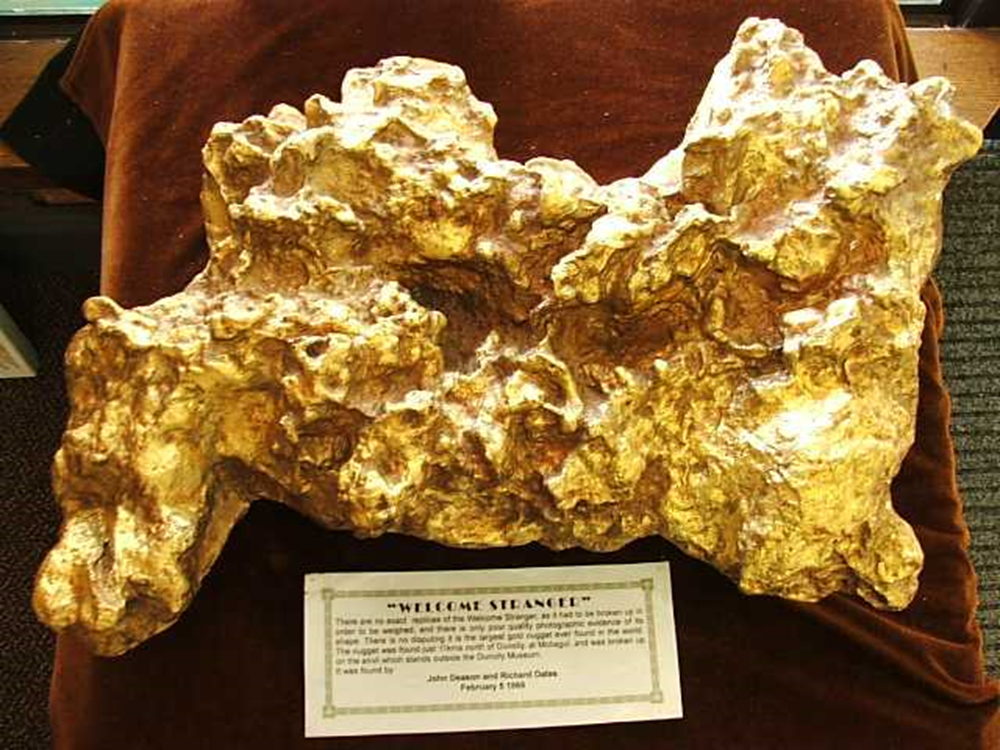 "WELCOME STRANGER"
There are no exact replicas of the Welcome Stranger, as it had to be broken up in
order to be weighed, and there is only poor quality photographic evidence of its
shape. There is no disputing it is the largest gold nugget ever found in the world.
The nugget was found just 11kms north of Dunolly, at Moliagul, and was broken up
on the anvil which stands outside the Dunolly Museum.
It was found by
John Deason and Richard Oates
February 5 1869